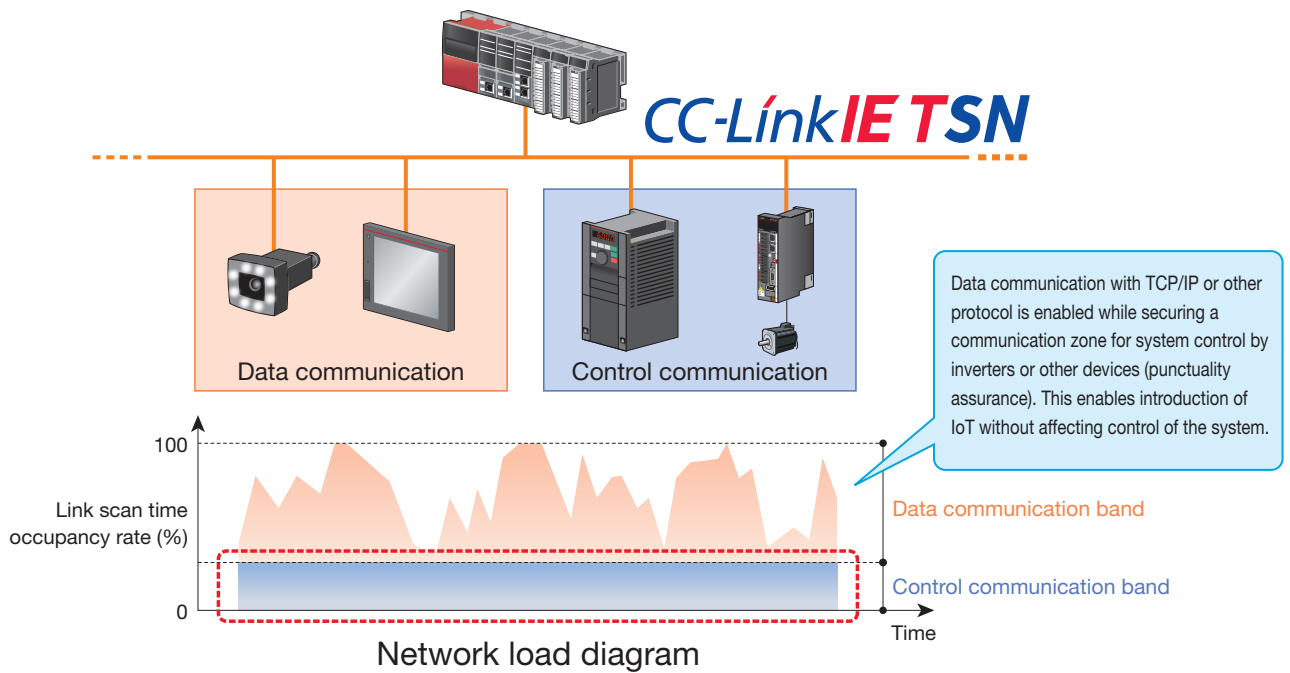 CC-Link IE TSN
Data communication
Control communication
Data communication with TCP/IP or other
protocol is enabled while securing a
communication zone for system control by
inverters or other devices (punctuality
assurance). This enables introduction of
IoT without affecting control of the system.
100
Link scan time
occupancy rate (%)
0
Data communication band
Control communication band
Time
Network load diagram